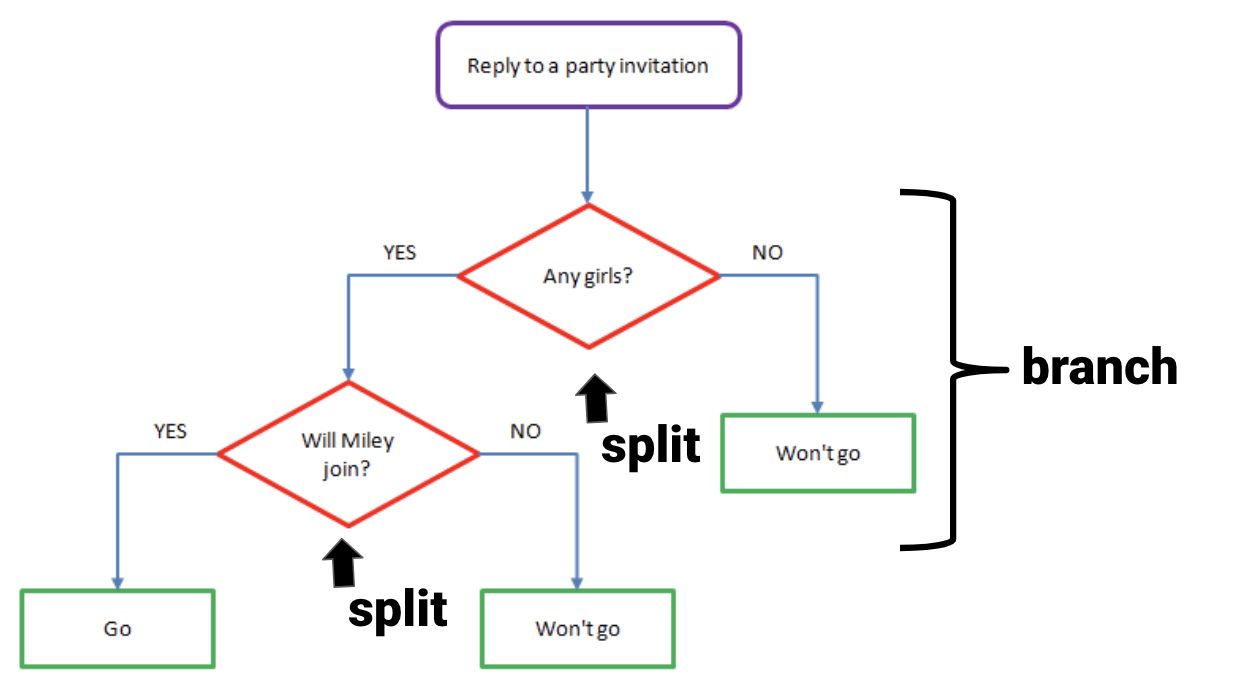 Reply to a party invitation
YES
NO
Any girls?
branch
YES
NO
Will Miley
join?
split
Won't go
split
Go
Won't go